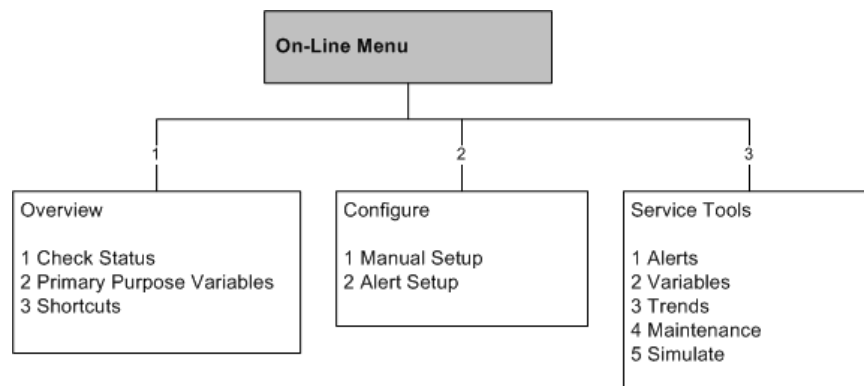 On-Line Menu
1
2
3
Overview
1 Check Status
2 Primary Purpose Variables
3 Shortcuts
Configure
1 Manual Setup
2 Alert Setup
Service Tools
1 Alerts
2 Variables
3 Trends
4 Maintenance
5 Simulate